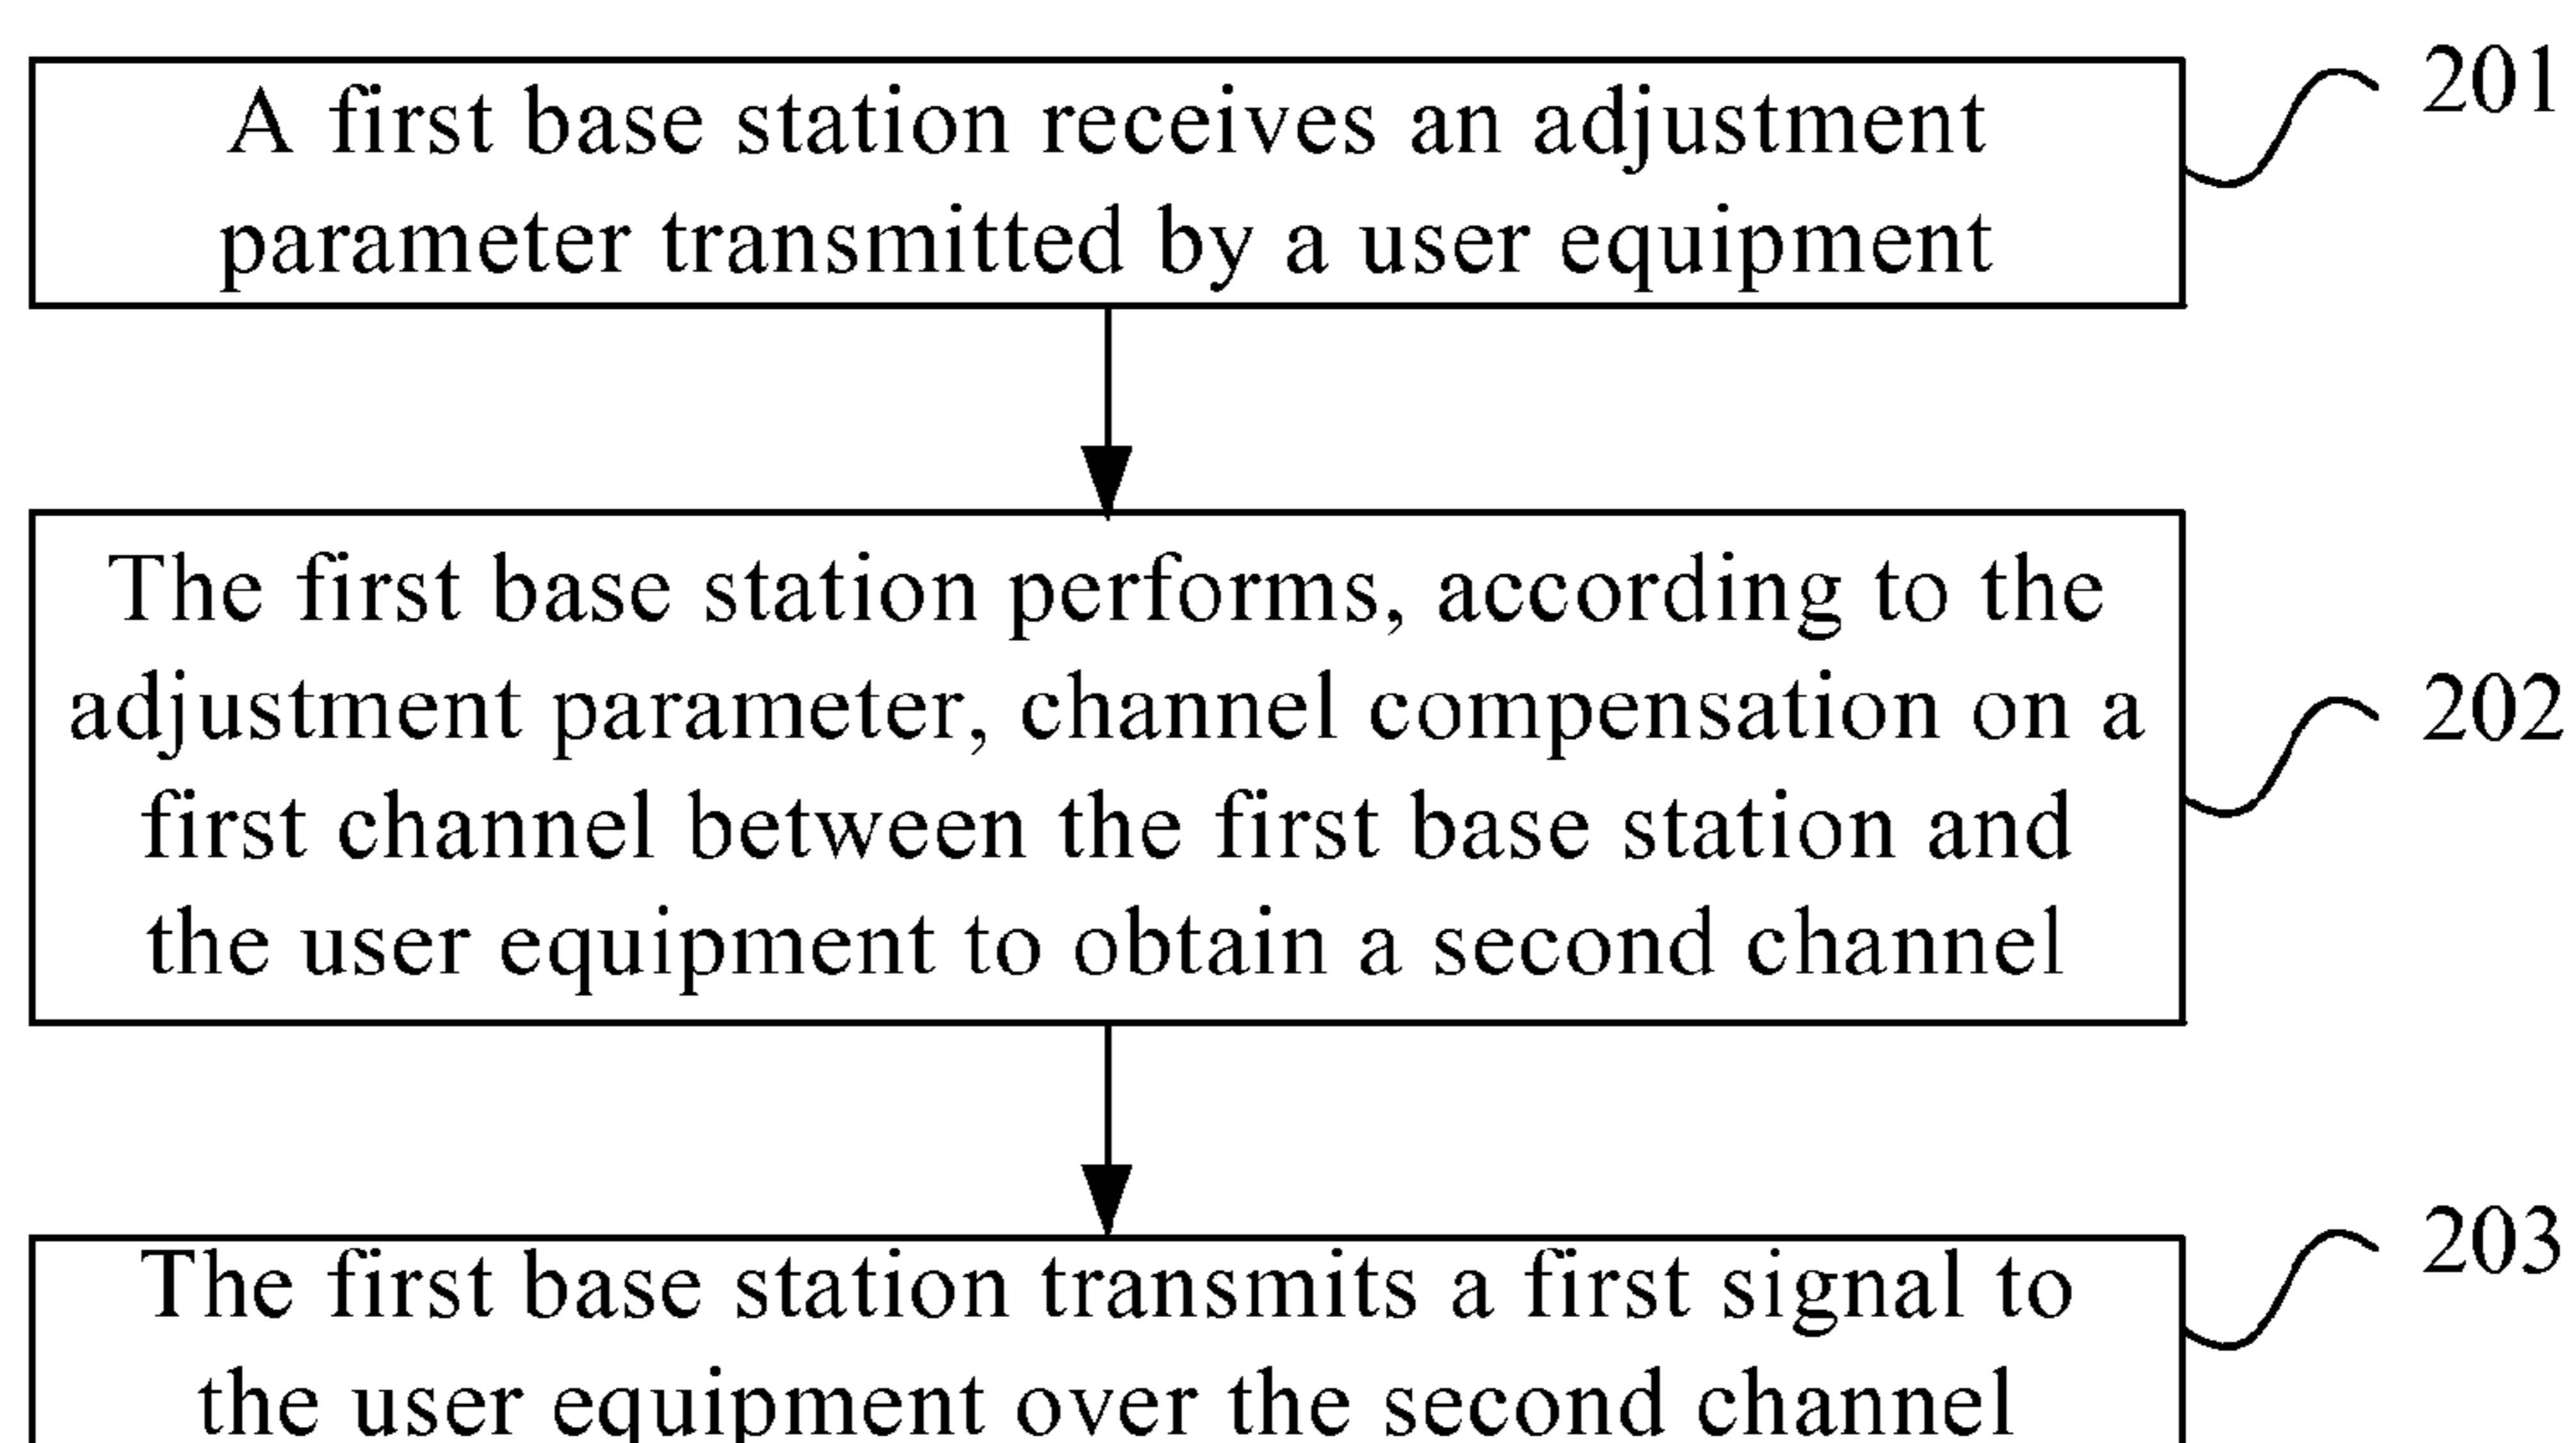 A first base station receives an adjustment
parameter transmitted by a user equipment
201
The first base station performs, according to the
adjustment parameter, channel compensation on a
first channel between the first base station and
the user equipment to obtain a second channel
202
The first base station transmits a first signal to
the user equipment over the second channel
203